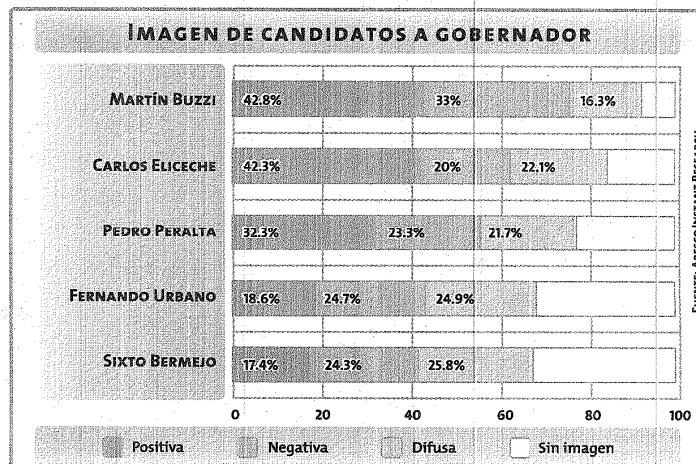 IMAGEN DE CANDIDATOS A GOBERNADOR
MARTÍN BUZZI 42.8% 33% 16.3%
CARLOS ELICECHE 42.3% 20% 22.1%
PEDRO PERALTA 32.3% 23.3% 21.7%
FERNANDO URBANO 18.6% 24.7% 24.9%
SIXTO BERMEJO 17.4% 24.3% 25.8%
0 20 40 60 80 100
Positiva Negativa Difusa Sin imagen